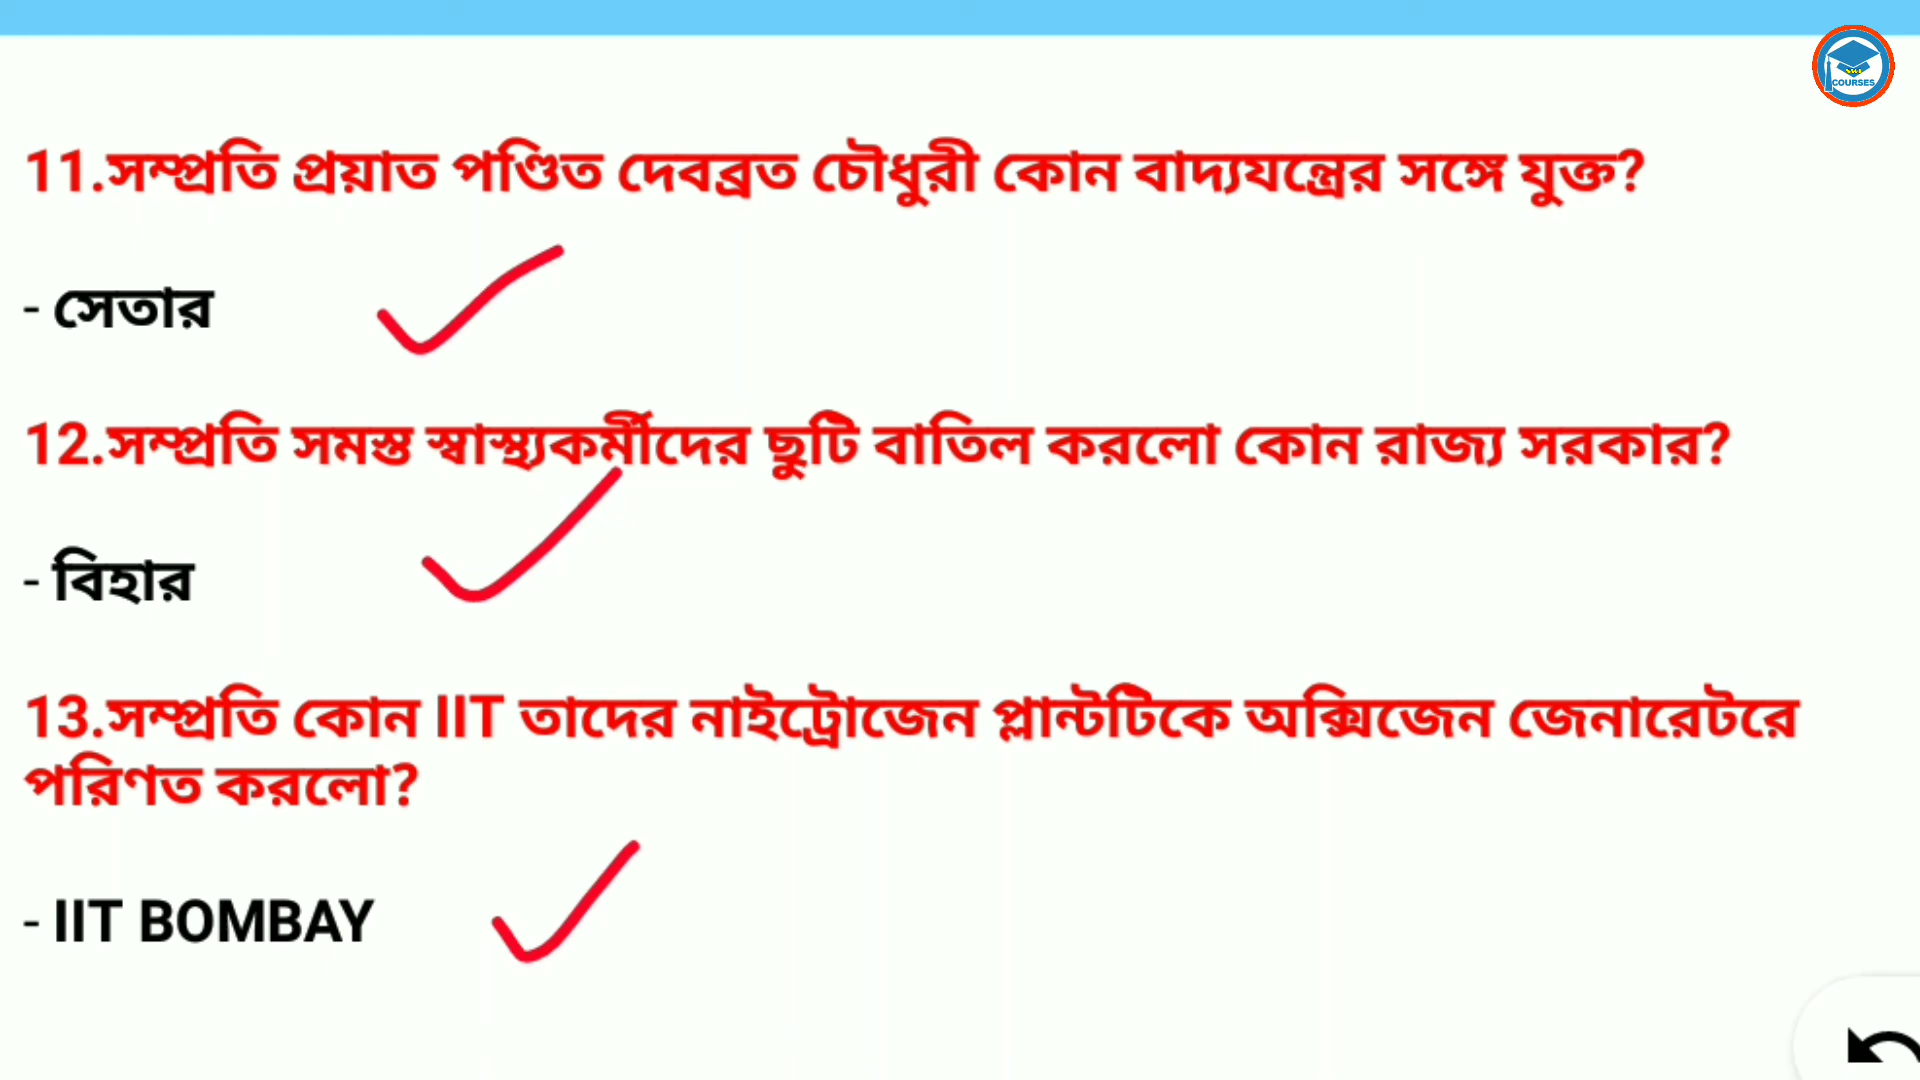 COURSES
11.সম্প্রতি প্রয়াত পণ্ডিত দেবব্রত চৌধুরী কোন বাদ্যযন্ত্রের সঙ্গে যুক্ত?
- সেতার
12.সম্প্রতি সমস্ত স্বাস্থ্যকর্মীদের ছুটি বাতিল করলো কোন রাজ্য সরকার?
- বিহার
13.সম্প্রতি কোন IIT তাদের নাইট্রোজেন প্লান্টটিকে অক্সিজেন জেনারেটরে
পরিণত করলো?
- IIT BOMBAY